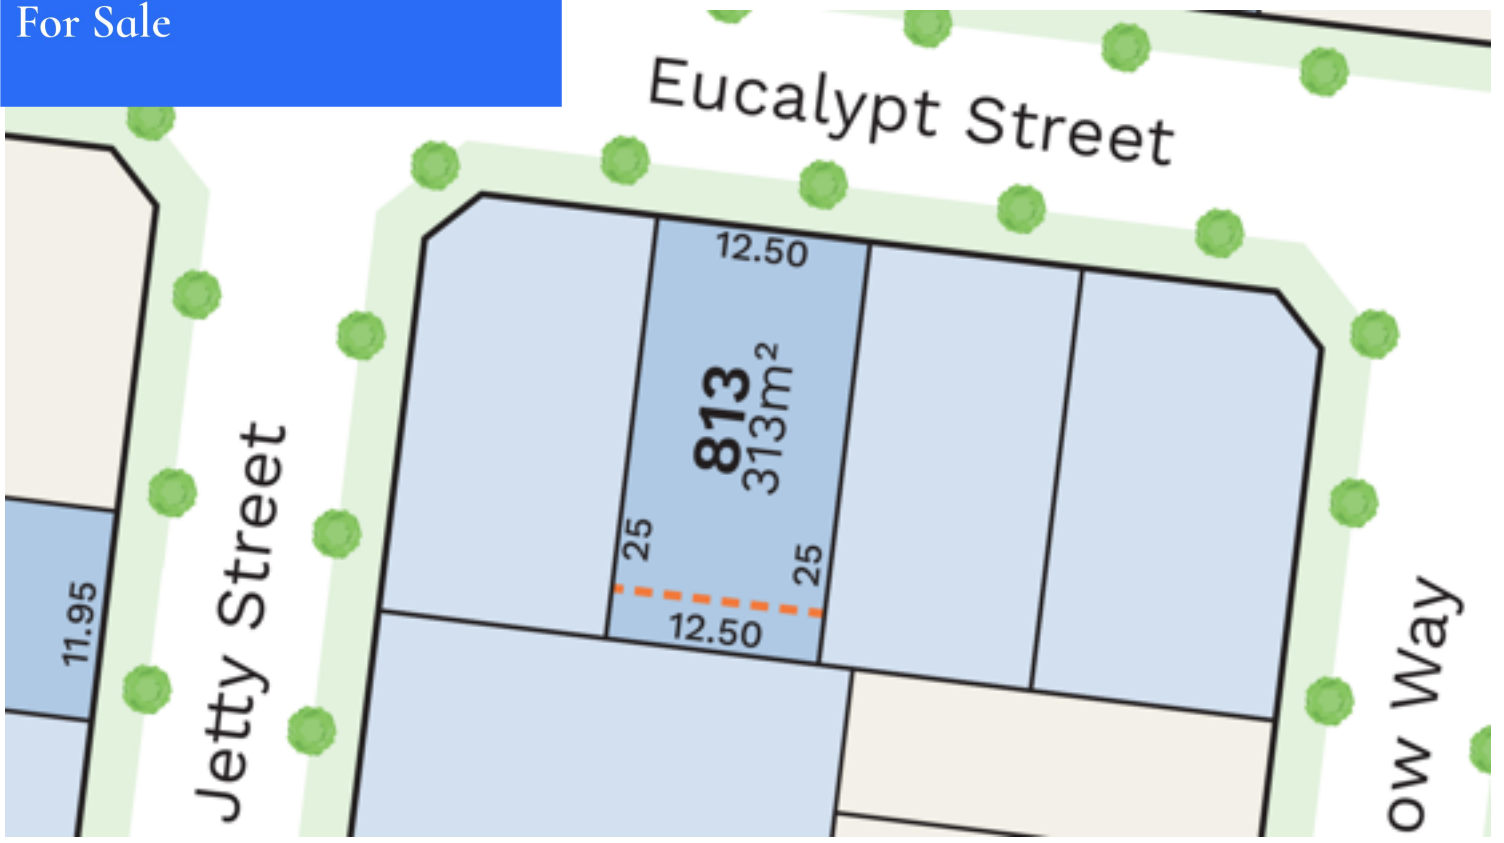 For Sale
Eucalypt Street
12.50
813
313m²
25
25
12.50
11.95
Jetty Street
ow Way